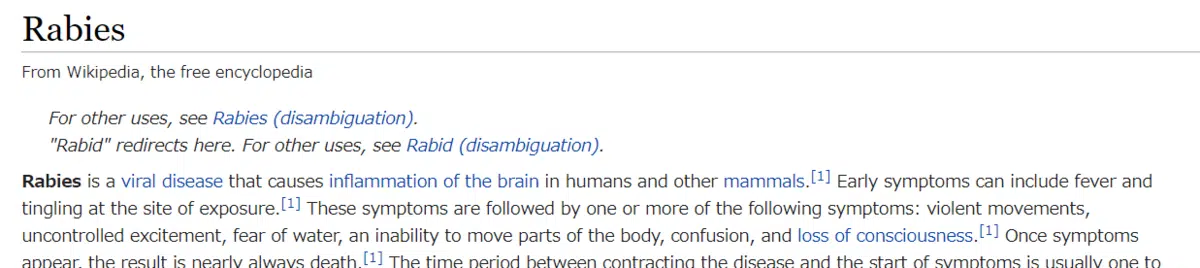 Rabies
From Wikipedia, the free encyclopedia
For other uses, see Rabies (disambiguation).
"Rabid" redirects here. For other uses, see Rabid (disambiguation).
Rabies is a viral disease that causes inflammation of the brain in humans and other mammals.[1] Early symptoms can include fever and
tingling at the site of exposure.[1] These symptoms are followed by one or more of the following symptoms: violent movements,
uncontrolled excitement, fear of water, an inability to move parts of the body, confusion, and loss of consciousness.[1] Once symptoms
appear, the result is nearly always death.[1] The time period between contracting the disease and the start of symptoms is usually one to